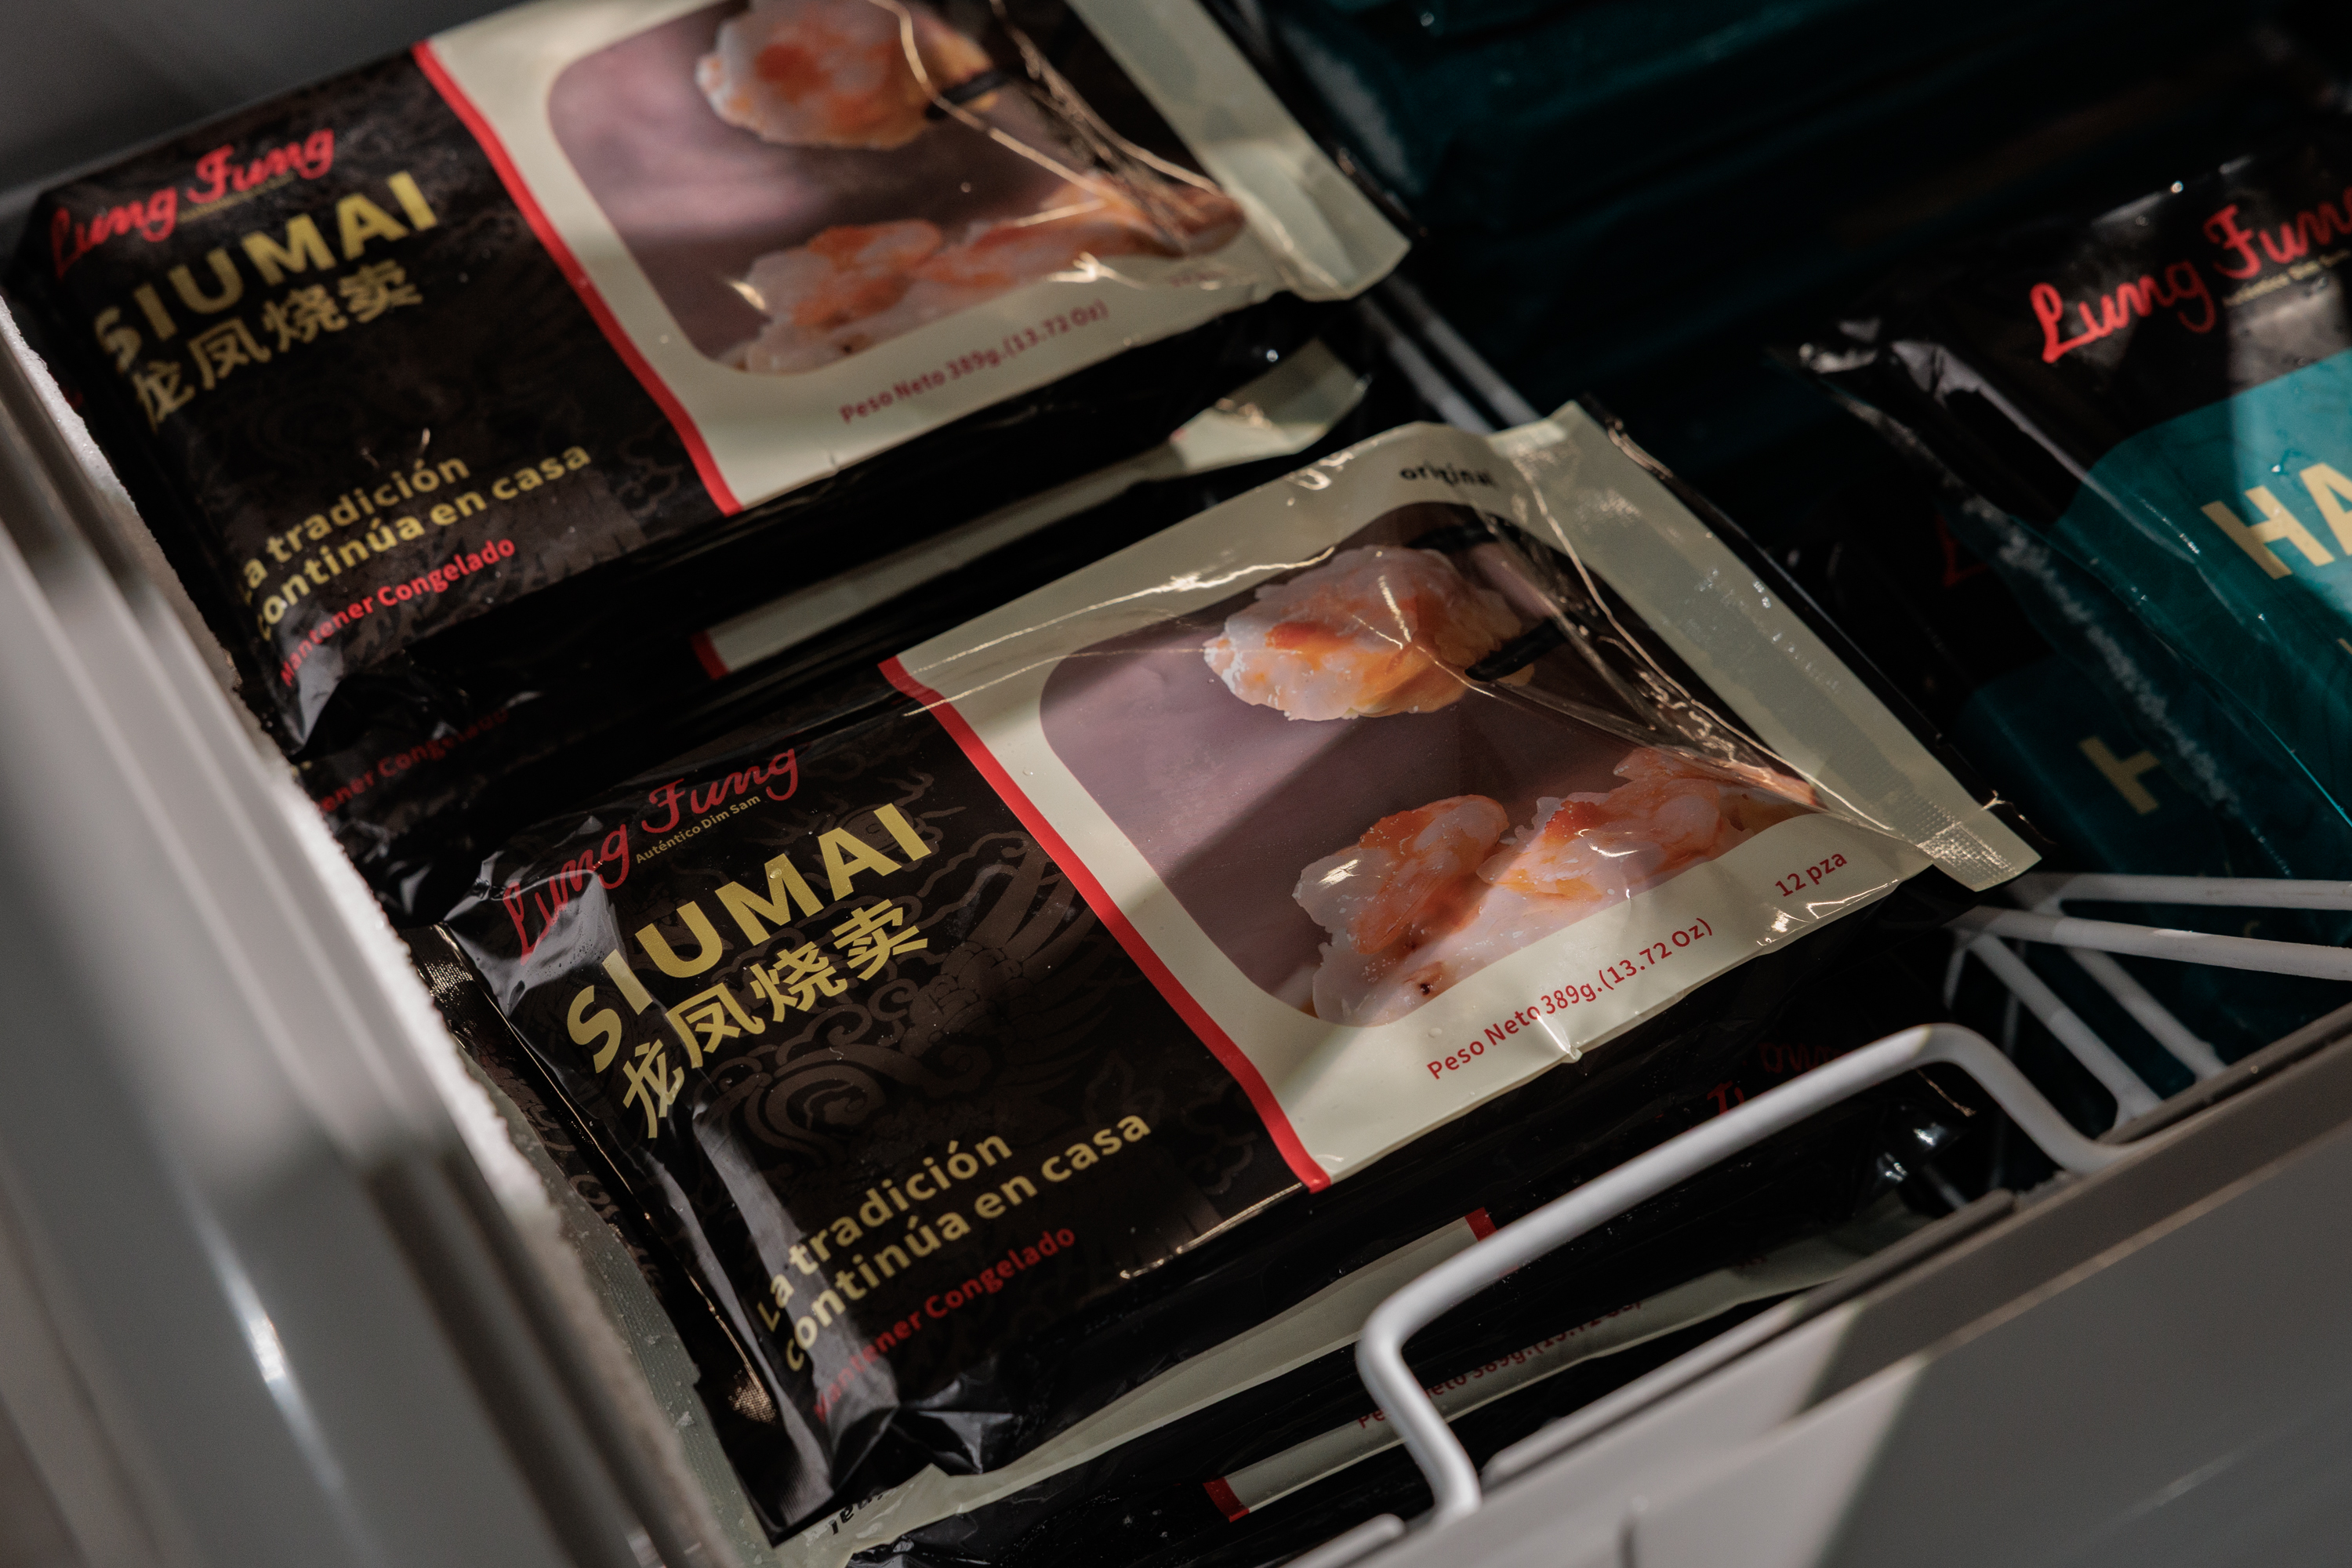 Lung Fung
SIUMAI
龙凤烧卖
La tradición
continúa en casa
Mantener Congelado
Peso Neto 389g.(13.72 Oz)
original
Lung Fung
Auténtico Dim Sam
SIUMAI
龙凤烧卖
La tradición
continúa en casa
Mantener Congelado
Peso Neto 389g.(13.72 Oz)
12 pza
Lung Fung
HA
H